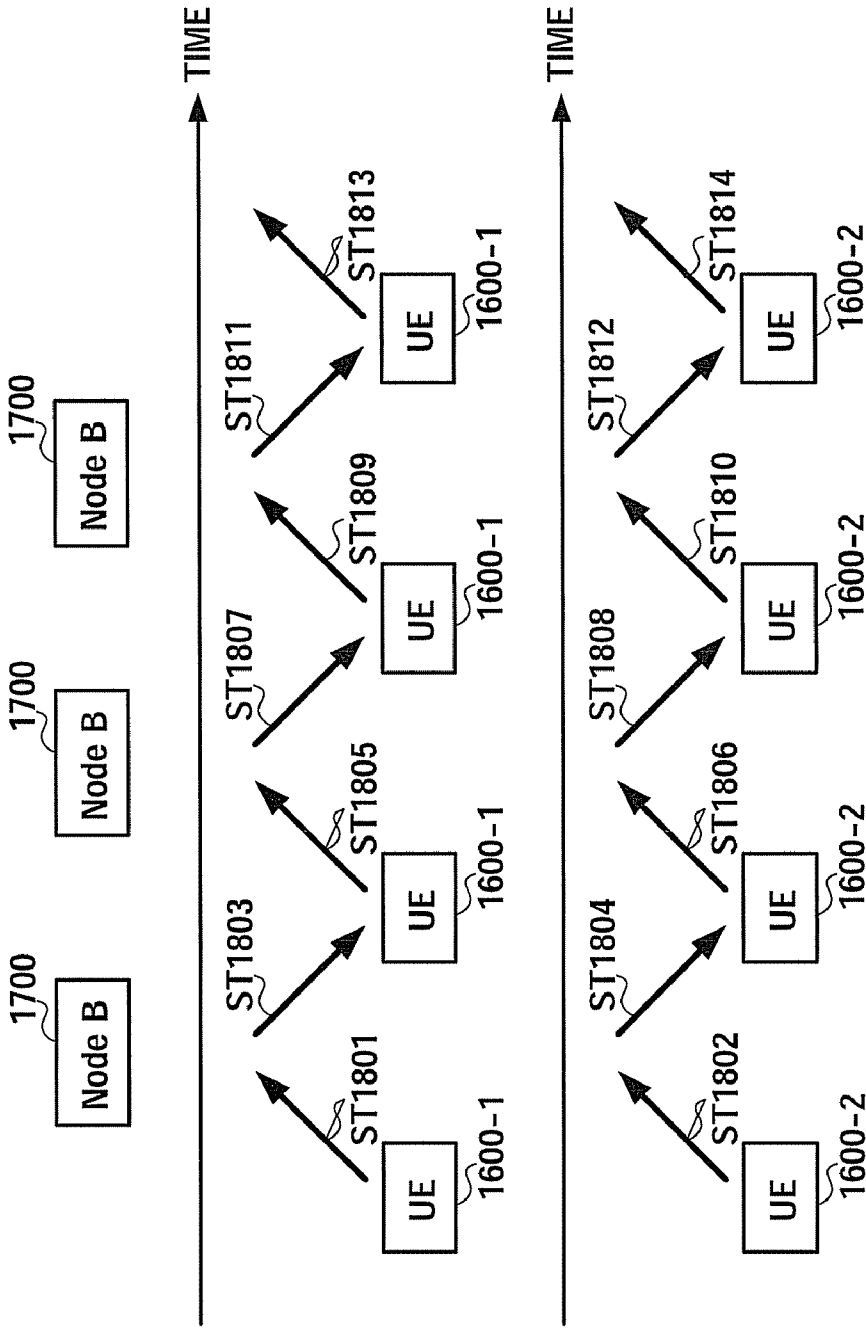 1700
1700
1700
Node B
Node B
Node B
TIME
ST1803
ST1807
ST1811
ST1801
ST1805
ST1809
ST1813
UE
UE
UE
UE
1600-1
1600-1
1600-1
1600-1
TIME
ST1804
ST1808
ST1812
ST1802
ST1806
ST1810
ST1814
UE
UE
UE
UE
1600-2
1600-2
1600-2
1600-2